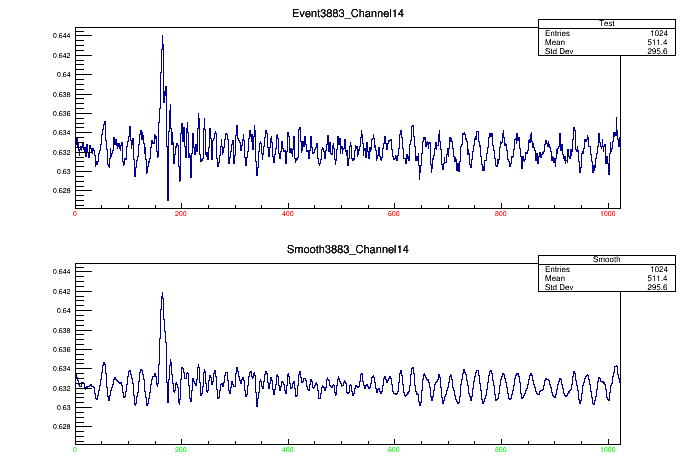 Event3883_Channel14
Test
Entries 1024
Mean 511.4
Std Dev 295.6
0.644
0.642
0.64
0.638
0.636
0.634
0.632
0.63
0.628
0 200 400 600 800 1000
Smooth3883_Channel14
Smooth
Entries 1024
Mean 511.4
Std Dev 295.6
0.644
0.642
0.64
0.638
0.636
0.634
0.632
0.63
0.628
0 200 400 600 800 1000